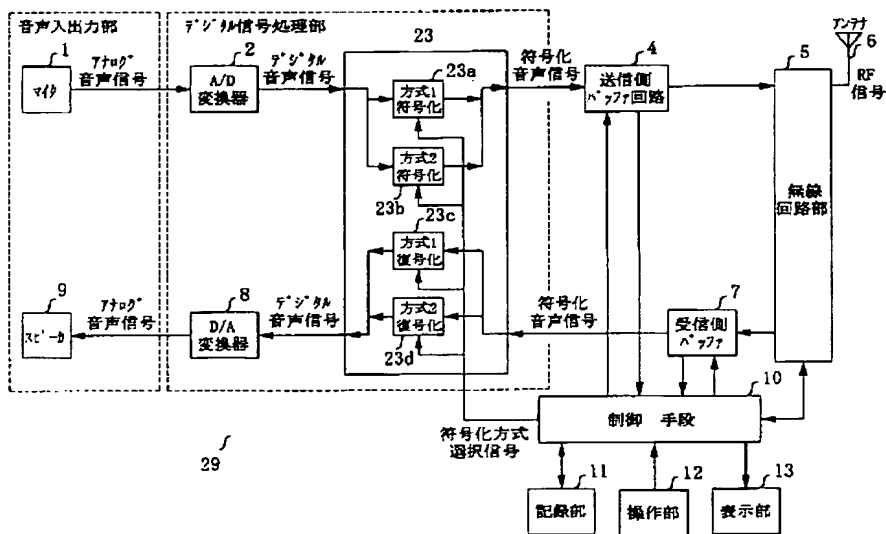 音声入出力部
デジタル信号処理部
1
マイク
アナログ
音声信号
2
A/D
変換器
デジタル
音声信号
23
23a
方式1
符号化
方式2
符号化
23b
23c
方式1
復号化
方式2
復号化
23d
符号化
音声信号
4
送信側
バッファ回路
5
無線
回路部
アンテナ
6
RF
信号
9
スピーカ
アナログ
音声信号
8
D/A
変換器
デジタル
音声信号
符号化
音声信号
7
受信側
バッファ
10
制御 手段
符号化方式
選択信号
29
11
記録部
12
操作部
13
表示部